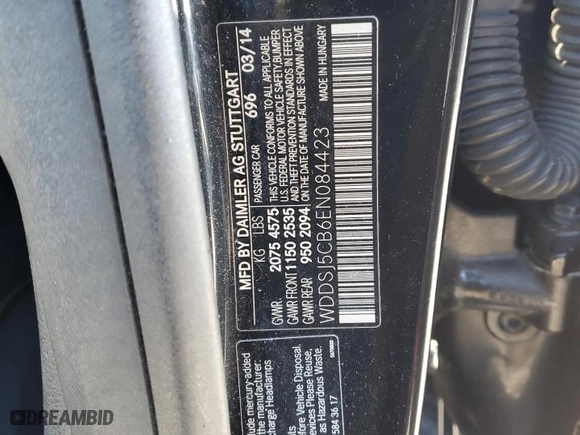 MFD BY DAIMLER AG STUTTGART
PASSENGER CAR 696 03/14
KG LBS
GVWR. 2075 4575
GAWR FRONT 1150 2535
GAWR REAR 950 2094
THIS VEHICLE CONFORMS TO ALL APPLICABLE
U.S. FEDERAL MOTOR VEHICLE SAFETY, BUMPER
AND THEFT PREVENTION STANDARDS IN EFFECT
ON THE DATE OF MANUFACTURE SHOWN ABOVE.
MADE IN HUNGARY
WDDSJ5CB6EN084423
clude mercury-added
the manufacturer:
charge Headlamps
efore Vehicle Disposal.
Devices Please Reuse,
as Hazardous Waste.
584 36 17
DREAMBID